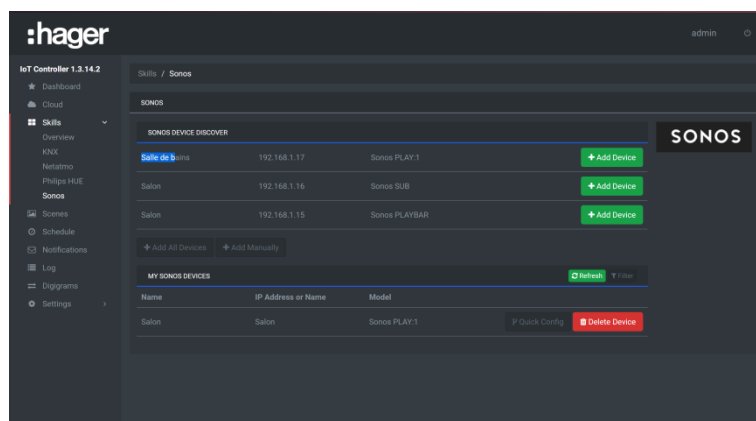 :hager
admin
IoT Controller 1.3.14.2
Dashboard
Cloud
Skills
Overview
KNX
Netatmo
Philips HUE
Sonos
Scenes
Schedule
Notifications
Log
Digigrams
Settings
Skills / Sonos
SONOS
SONOS DEVICE DISCOVER
Salle de bains 192.168.1.17 Sonos PLAY:1 + Add Device
Salon 192.168.1.16 Sonos SUB + Add Device
Salon 192.168.1.15 Sonos PLAYBAR + Add Device
+ Add All Devices + Add Manually
MY SONOS DEVICES Refresh Filter
Name IP Address or Name Model
Salon Salon Sonos PLAY:1 Quick Config Delete Device
SONOS